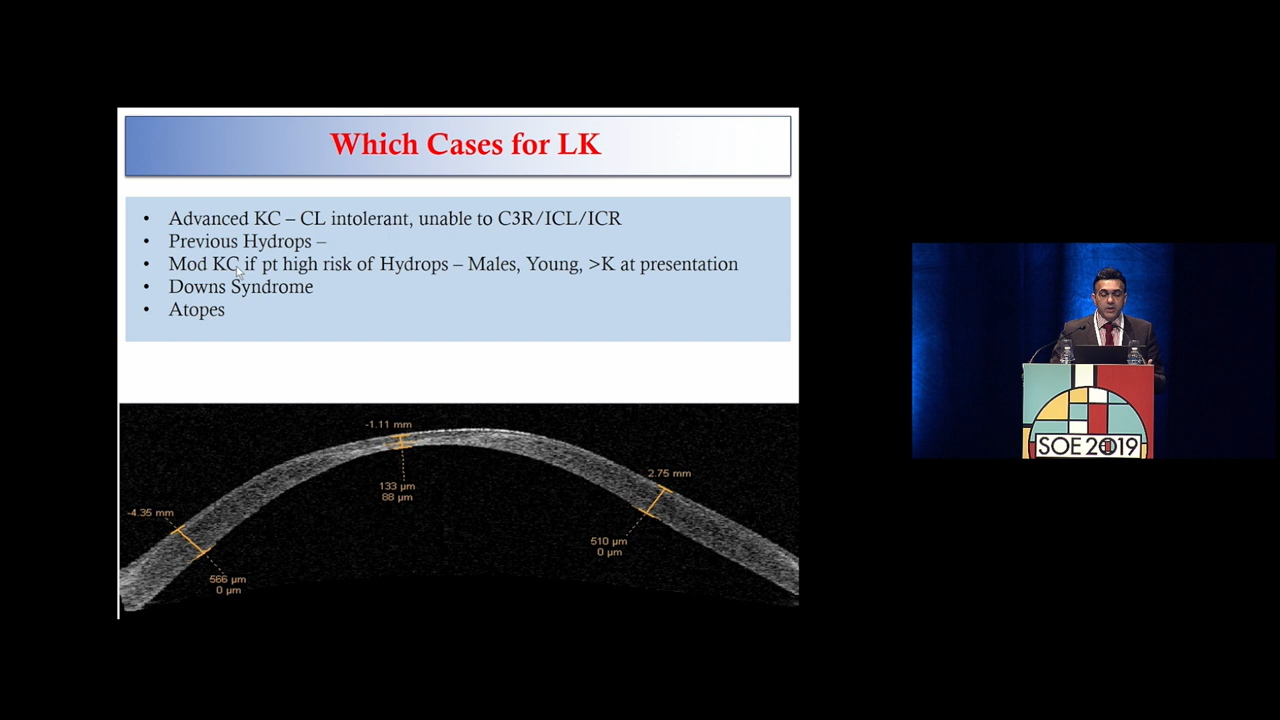 Which Cases for LK
• Advanced KC – CL intolerant, unable to C3R/ICL/ICR
• Previous Hydrops –
• Mod KC if pt high risk of Hydrops – Males, Young, >K at presentation
• Downs Syndrome
• Atopes
-1.11 mm
133 µm
88 µm
2.75 mm
-4.35 mm
510 µm
0 µm
566 µm
0 µm
SOE 2019